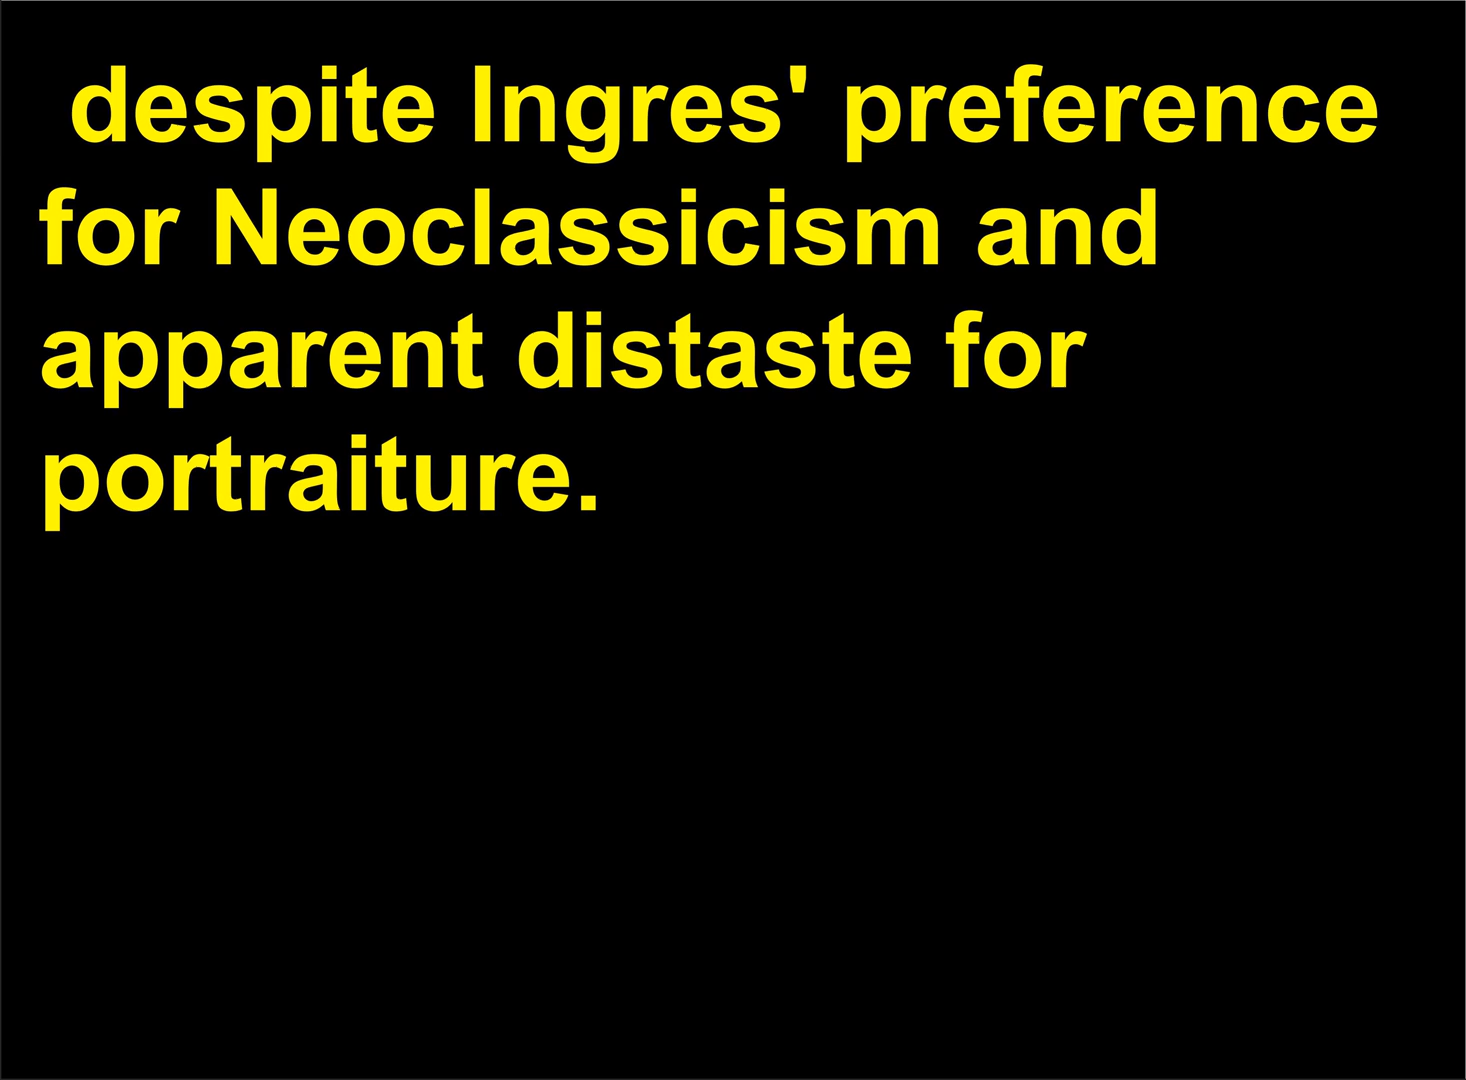 despite Ingres' preference
for Neoclassicism and
apparent distaste for
portraiture.